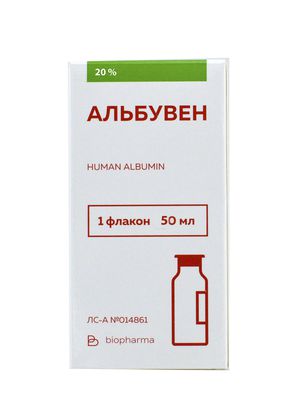 20 %
АЛЬБУВЕН
HUMAN ALBUMIN
1 флакон 50 мл
ЛС-А №014861
biopharma